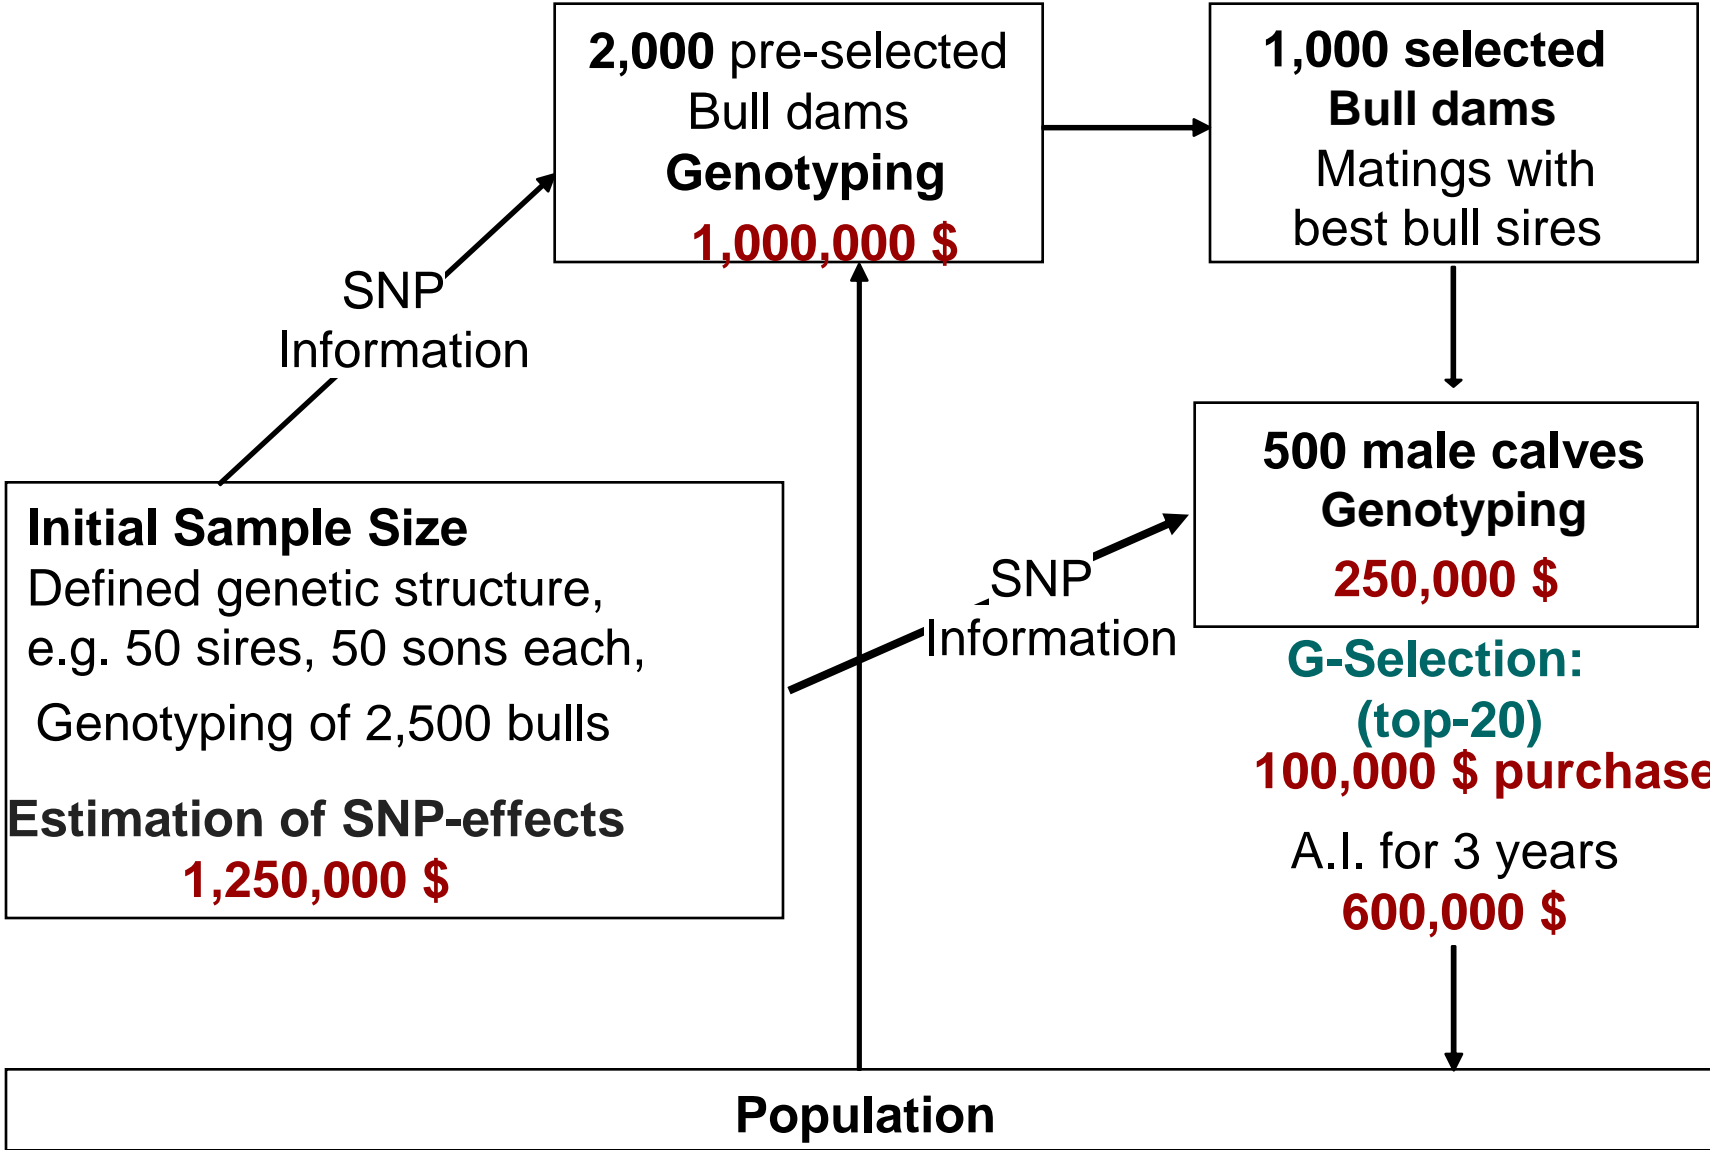 2,000 pre-selected
Bull dams
Genotyping
1,000,000 $
1,000 selected
Bull dams
Matings with
best bull sires
SNP
Information
500 male calves
Genotyping
250,000 $
Initial Sample Size
Defined genetic structure,
e.g. 50 sires, 50 sons each,
Genotyping of 2,500 bulls
Estimation of SNP-effects
1,250,000 $
SNP
Information
G-Selection:
(top-20)
100,000 $ purchase
A.I. for 3 years
600,000 $
Population